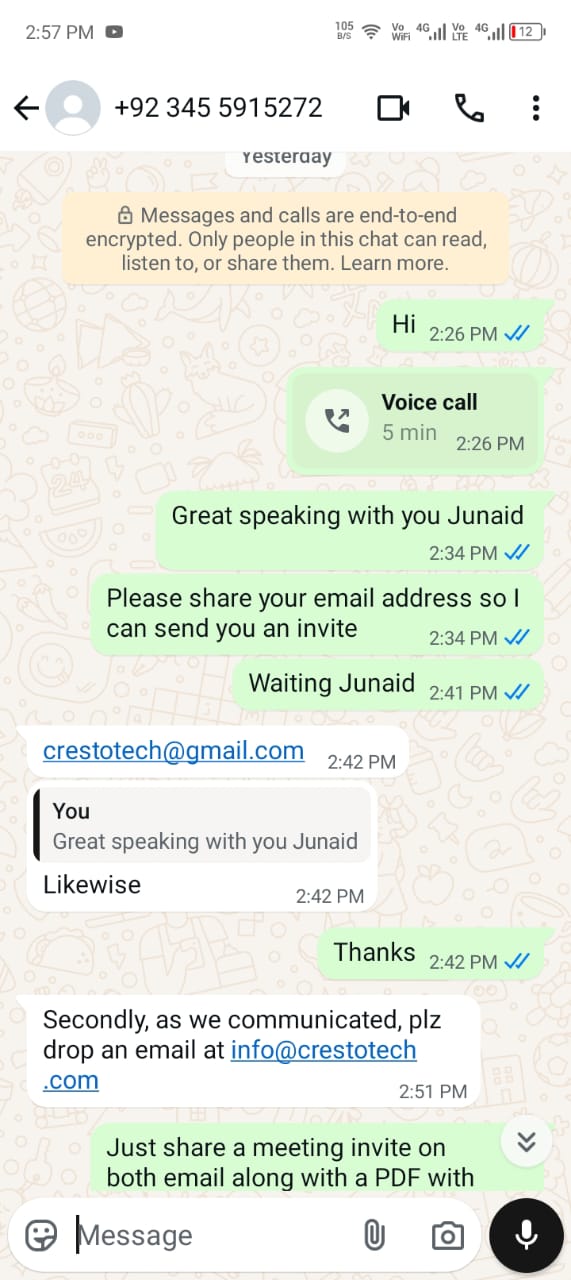 2:57 PM
105 B/S Vo WiFi 4G Vo LTE 4G 12
+92 345 5915272
Yesterday
Messages and calls are end-to-end
encrypted. Only people in this chat can read,
listen to, or share them. Learn more.
Hi 2:26 PM
Voice call
5 min 2:26 PM
Great speaking with you Junaid
2:34 PM
Please share your email address so I
can send you an invite 2:34 PM
Waiting Junaid 2:41 PM
crestotech@gmail.com 2:42 PM
You
Great speaking with you Junaid
Likewise 2:42 PM
Thanks 2:42 PM
Secondly, as we communicated, plz
drop an email at info@crestotech
.com 2:51 PM
Just share a meeting invite on
both email along with a PDF with
Message